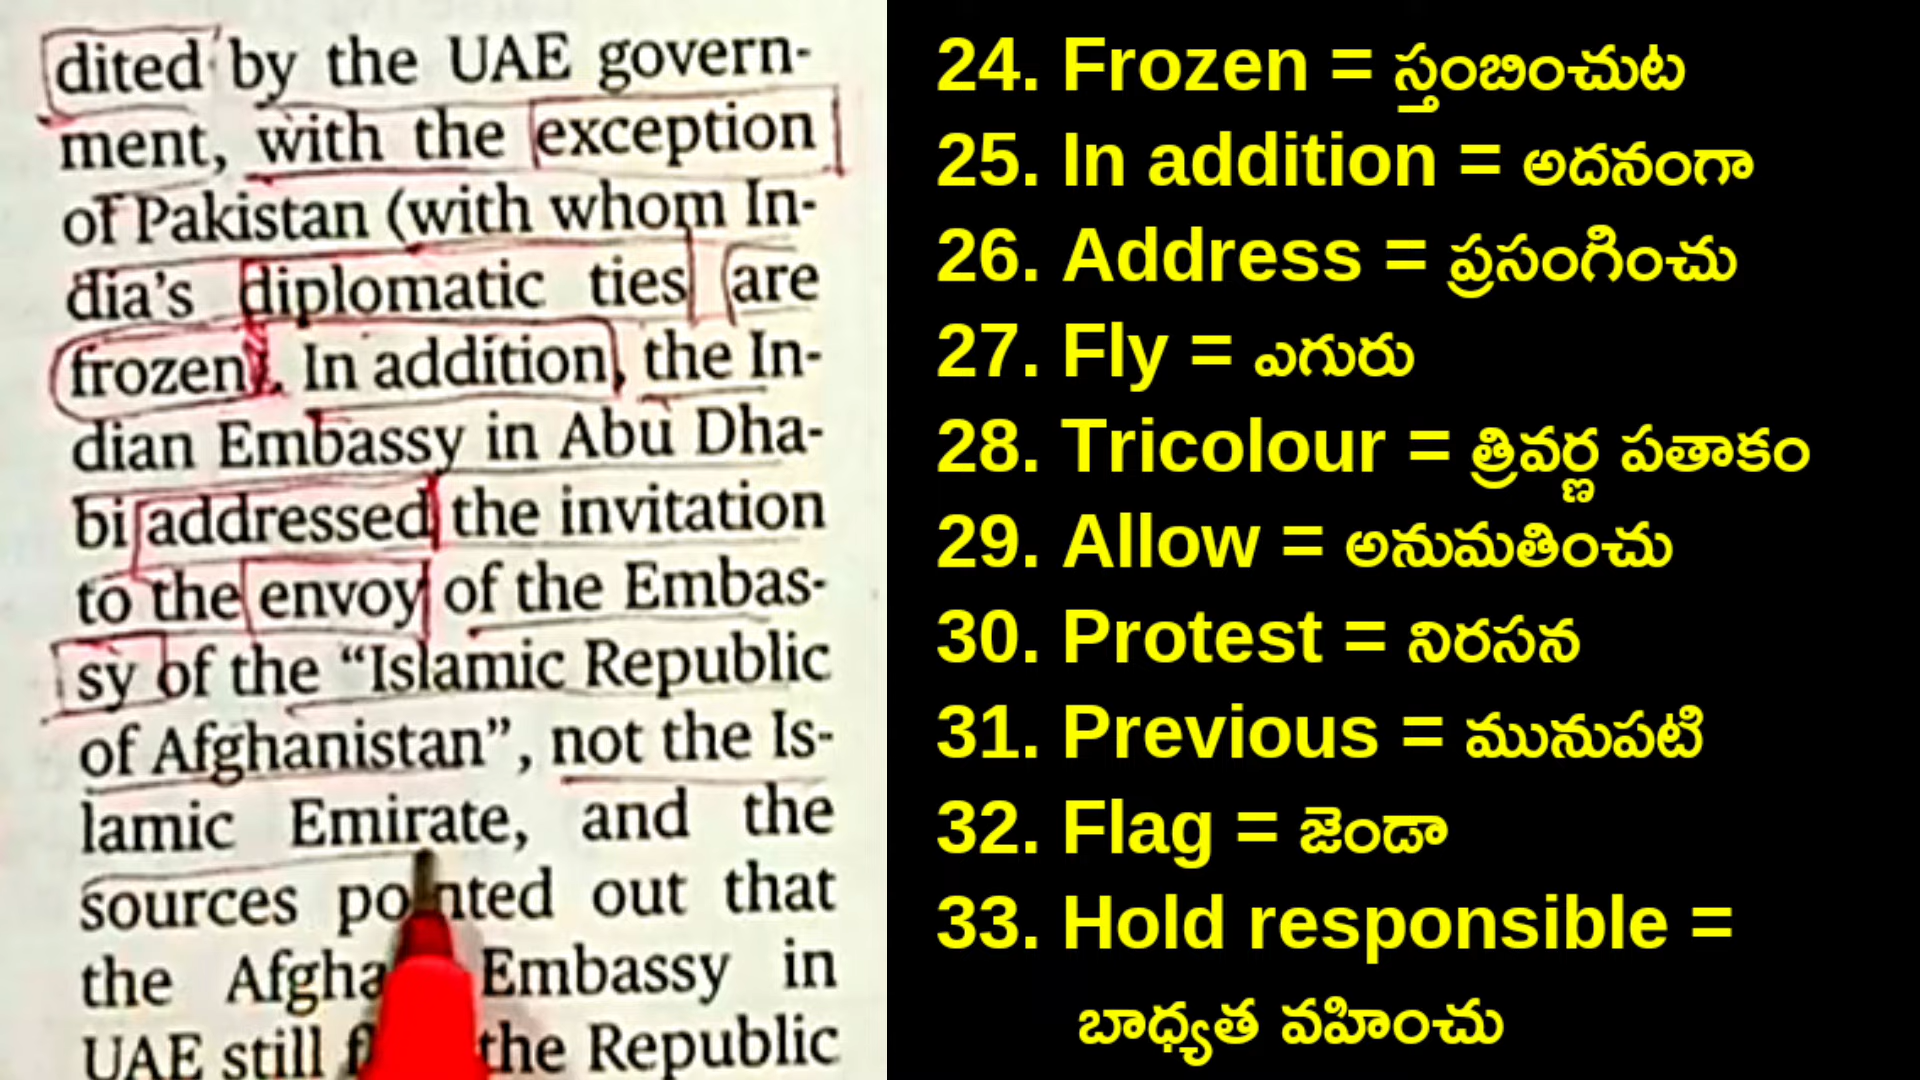 dited by the UAE govern-
ment, with the exception
of Pakistan (with whom In-
dia's diplomatic ties are
frozen). In addition, the In-
dian Embassy in Abu Dha-
bi addressed the invitation
to the envoy of the Embas-
sy of the “Islamic Republic
of Afghanistan”, not the Is-
lamic Emirate, and the
sources pointed out that
the Embassy in
UAE still the Republic
24. Frozen = స్తంబించుట
25. In addition = అదనంగా
26. Address = ప్రసంగించు
27. Fly = ఎగురు
28. Tricolour = త్రివర్ణ పతాకం
29. Allow = అనుమతించు
30. Protest = నిరసన
31. Previous = మునుపటి
32. Flag = జెండా
33. Hold responsible =
బాధ్యత వహించు